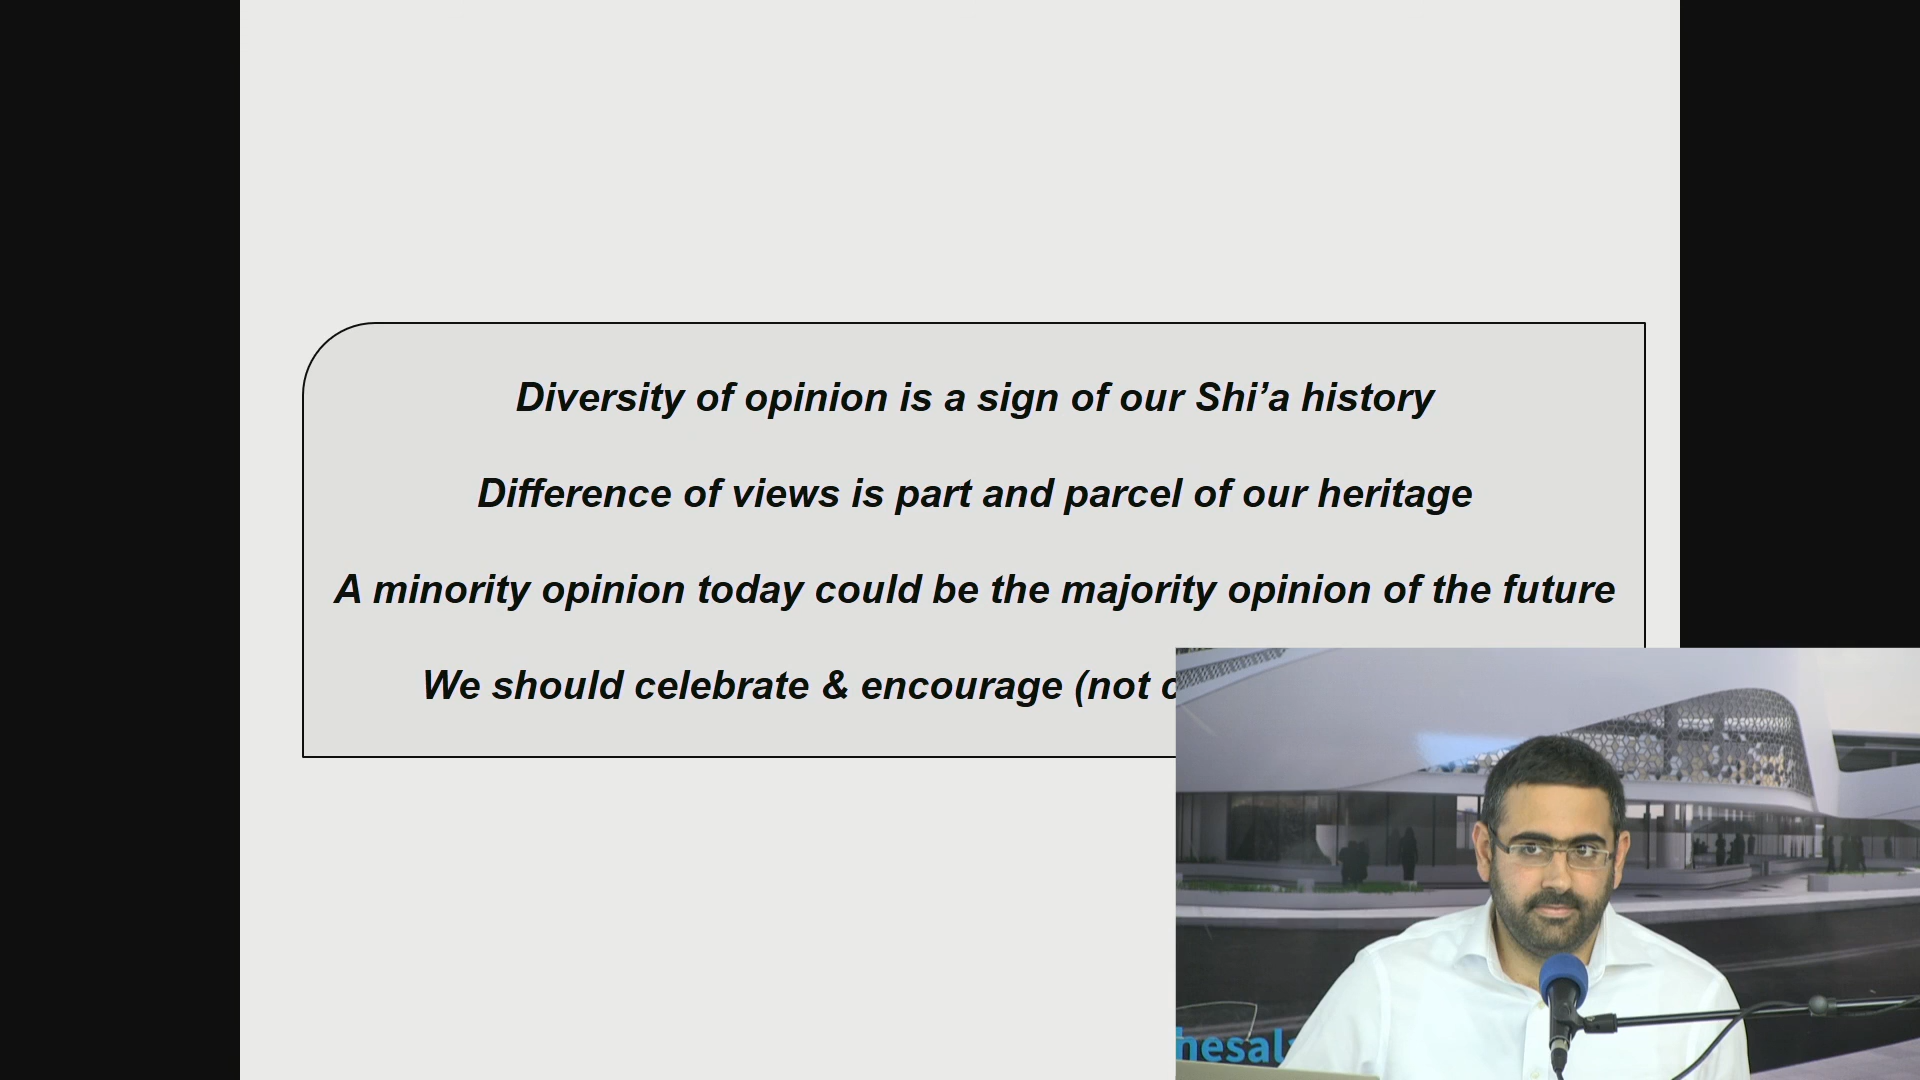 Diversity of opinion is a sign of our Shi’a history
Difference of views is part and parcel of our heritage
A minority opinion today could be the majority opinion of the future
We should celebrate & encourage (not
hesal